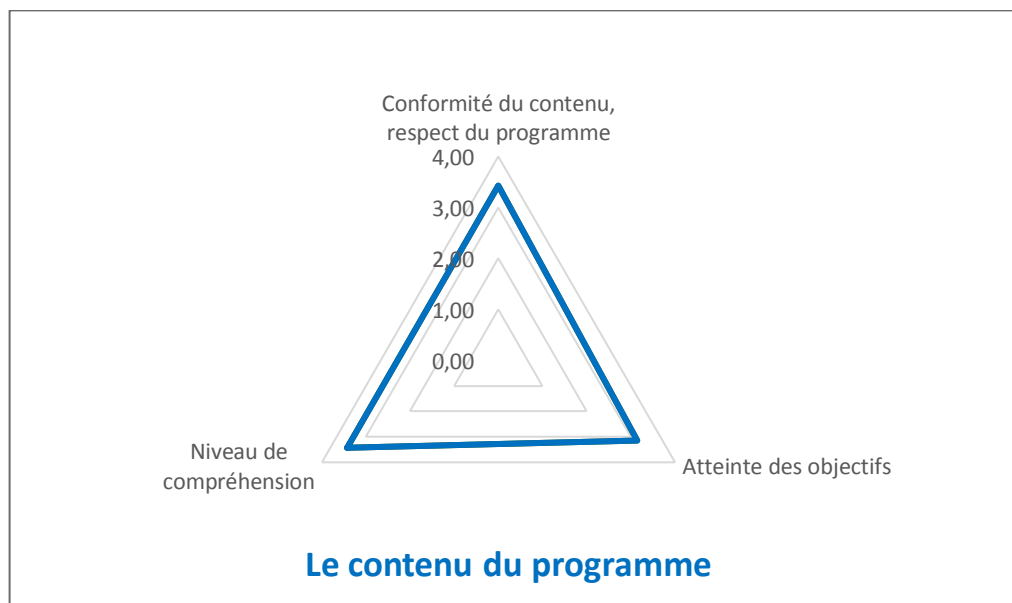 Conformité du contenu,
respect du programme
4,00
3,00
2,00
1,00
0,00
Niveau de
compréhension
Atteinte des objectifs
Le contenu du programme